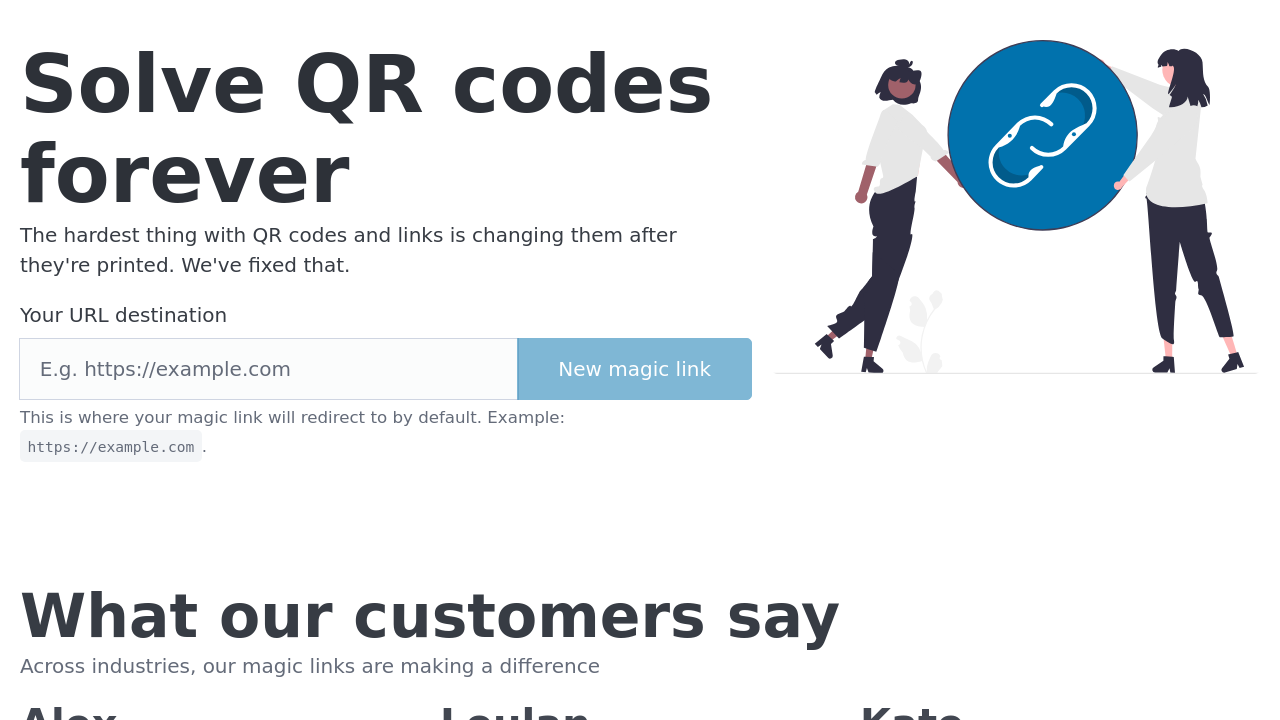 Solve QR codes
forever
The hardest thing with QR codes and links is changing them after
they're printed. We've fixed that.
Your URL destination
E.g. https://example.com
New magic link
This is where your magic link will redirect to by default. Example:
https://example.com.
What our customers say
Across industries, our magic links are making a difference
Alex
Kate